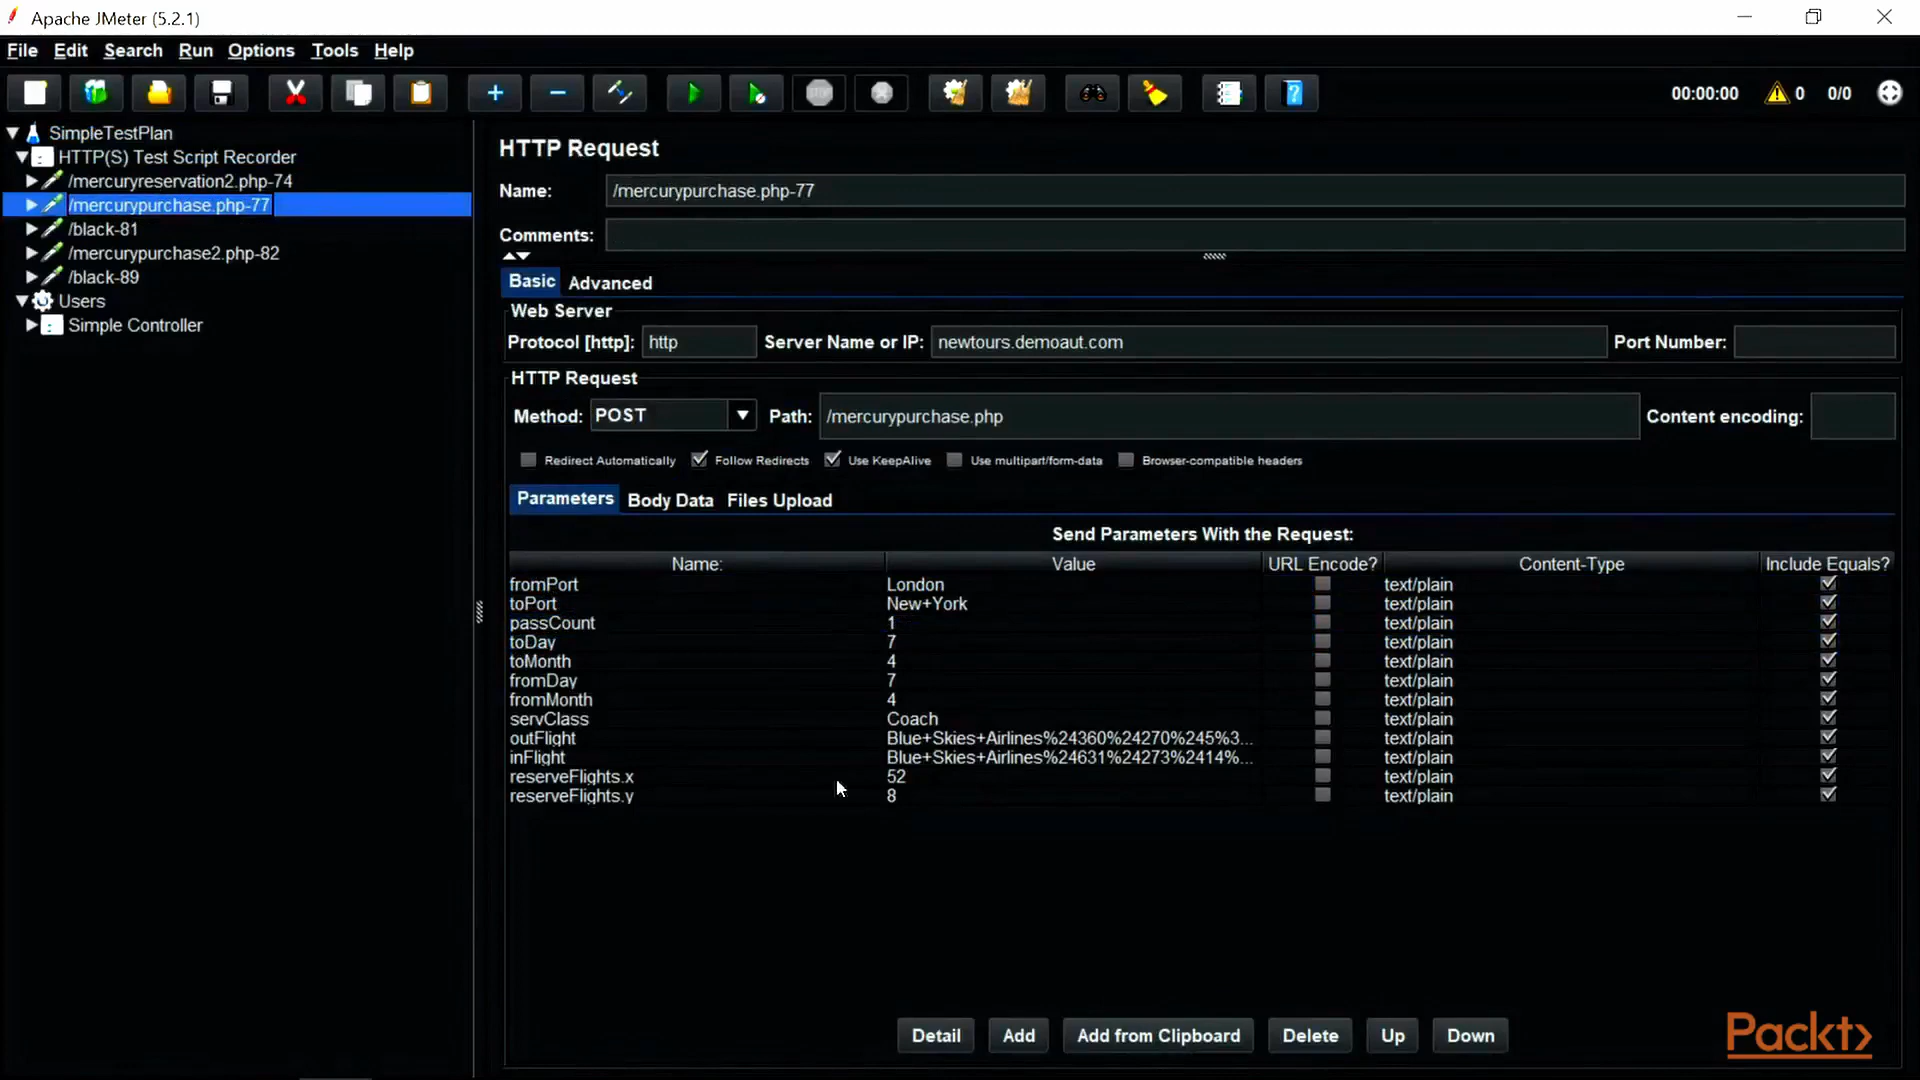 Apache JMeter (5.2.1)
File Edit Search Run Options Tools Help
00:00:00 0 0/0
SimpleTestPlan
HTTP(S) Test Script Recorder
/mercuryreservation2.php-74
/mercurypurchase.php-77
/black-81
/mercurypurchase2.php-82
/black-89
Users
Simple Controller
HTTP Request
Name: /mercurypurchase.php-77
Comments:
Basic Advanced
Web Server
Protocol [http]: http Server Name or IP: newtours.demoaut.com Port Number:
HTTP Request
Method: POST Path: /mercurypurchase.php Content encoding:
Redirect Automatically Follow Redirects Use KeepAlive Use multipart/form-data Browser-compatible headers
Parameters Body Data Files Upload
Send Parameters With the Request:
Name: Value URL Encode? Content-Type Include Equals?
fromPort London text/plain
toPort New+York text/plain
passCount 1 text/plain
toDay 7 text/plain
toMonth 4 text/plain
fromDay 7 text/plain
fromMonth 4 text/plain
servClass Coach text/plain
outFlight Blue+Skies+Airlines%24360%24270%245%3... text/plain
inFlight Blue+Skies+Airlines%24631%24273%2414%... text/plain
reserveFlights.x 52 text/plain
reserveFlights.y 8 text/plain
Detail Add Add from Clipboard Delete Up Down
Packt>